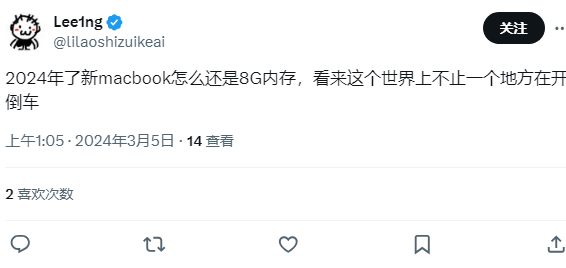 Lee1ng
@lilaoshizuikeai
关注
2024年了新macbook怎么还是8G内存，看来这个世界上不止一个地方在开
倒车
上午1:05 · 2024年3月5日 · 14 查看
2 喜欢次数